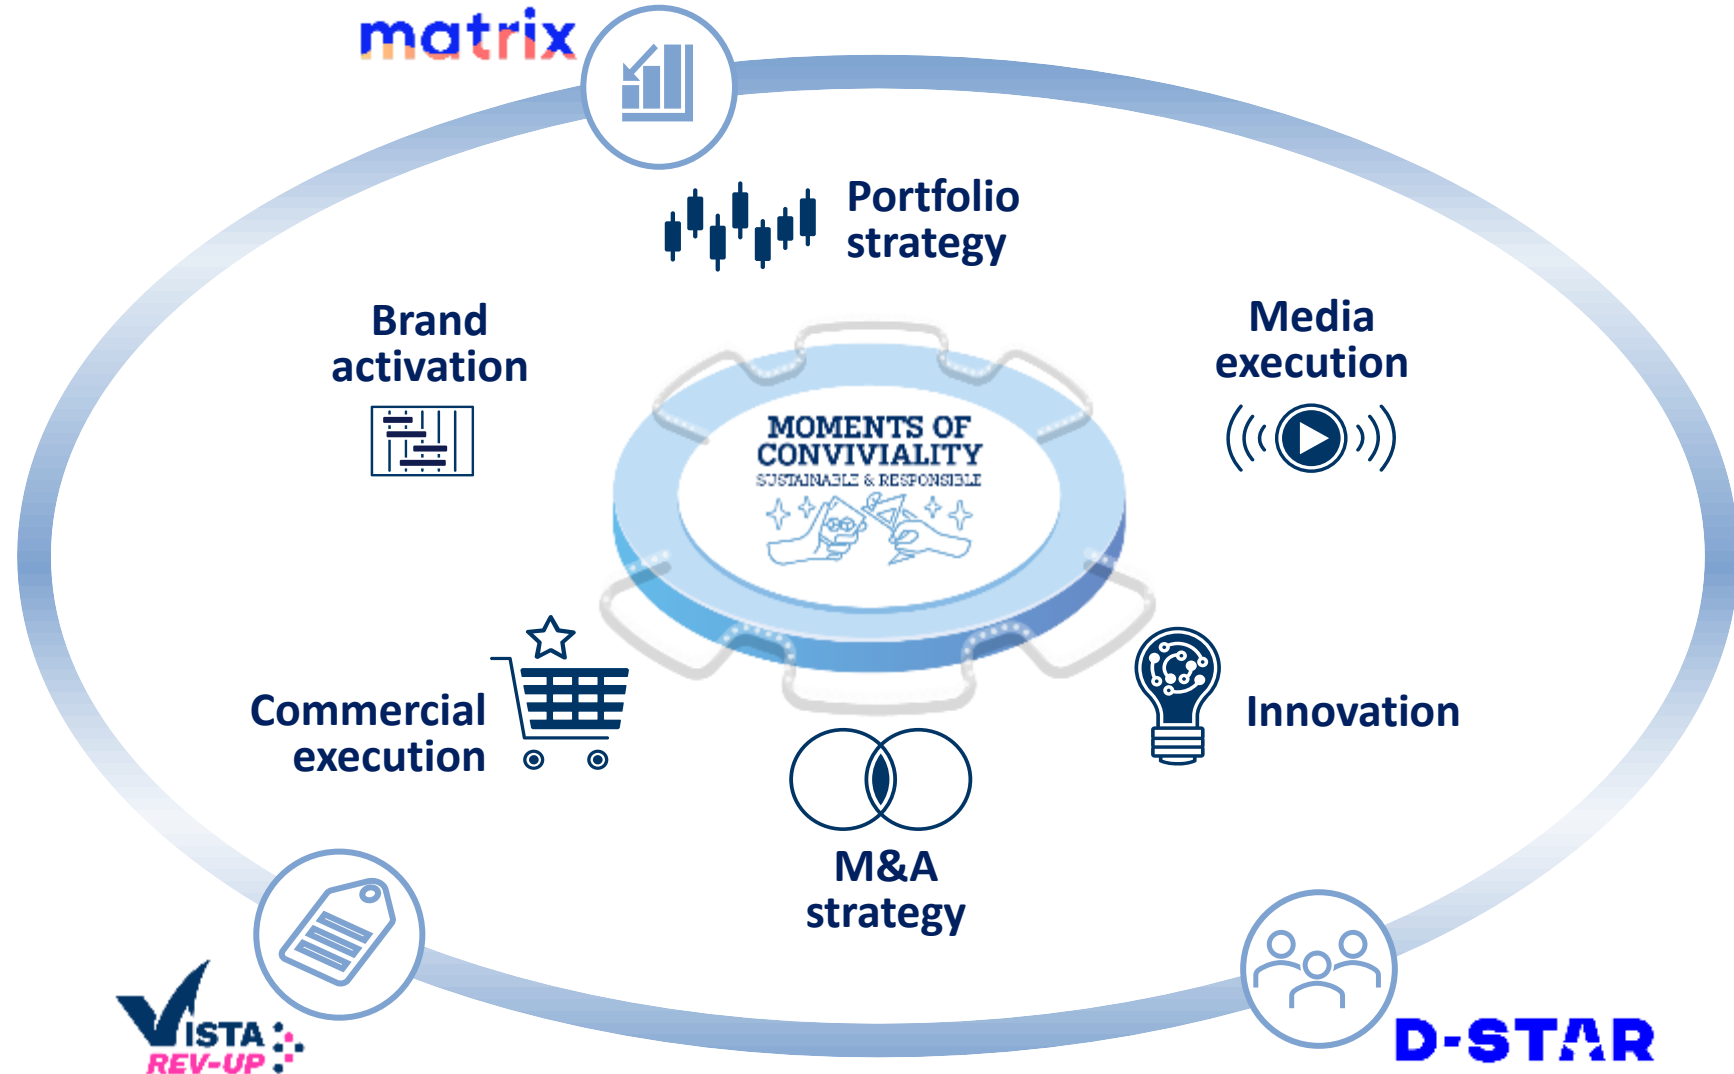 matrix
Portfolio
strategy
Brand
activation
Media
execution
MOMENTS OF
CONVIVIALITY
SUSTAINABLE & RESPONSIBLE
Commercial
execution
Innovation
M&A
strategy
VISTA
REV-UP
D-STAR